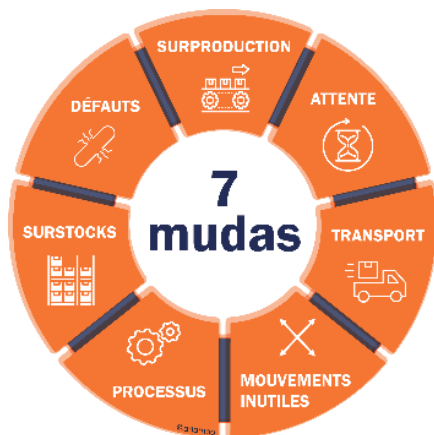 7
mudas
SURPRODUCTION
ATTENTE
TRANSPORT
MOUVEMENTS
INUTILES
PROCESSUS
SURSTOCKS
DÉFAUTS